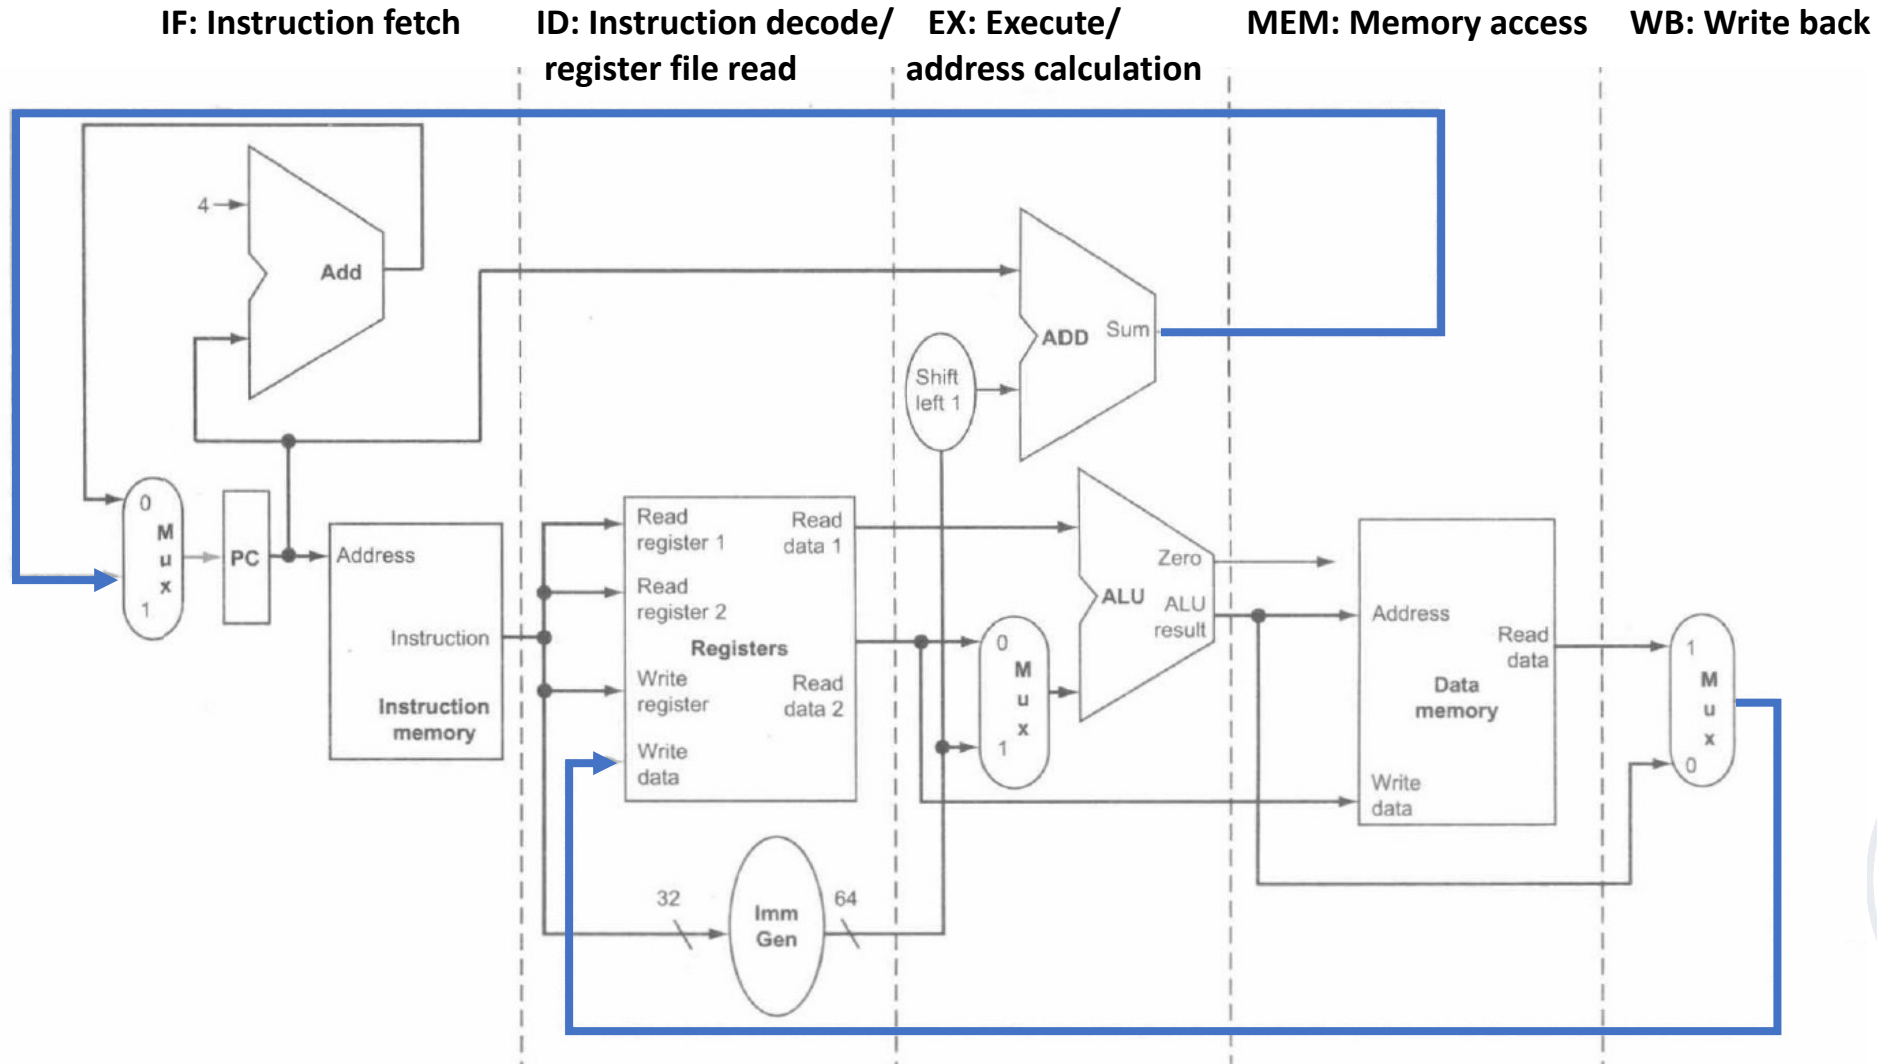 IF: Instruction fetch
ID: Instruction decode/
register file read
EX: Execute/
address calculation
MEM: Memory access
WB: Write back
4
Add
0
M
u
x
1
PC
Address
Instruction
Instruction
memory
Read
register 1
Read
register 2
Write
register
Write
data
Registers
Read
data 1
Read
data 2
32
Imm
Gen
64
Shift
left 1
ADD
Sum
0
M
u
x
1
ALU
Zero
ALU
result
Address
Write
data
Data
memory
Read
data
1
M
u
x
0